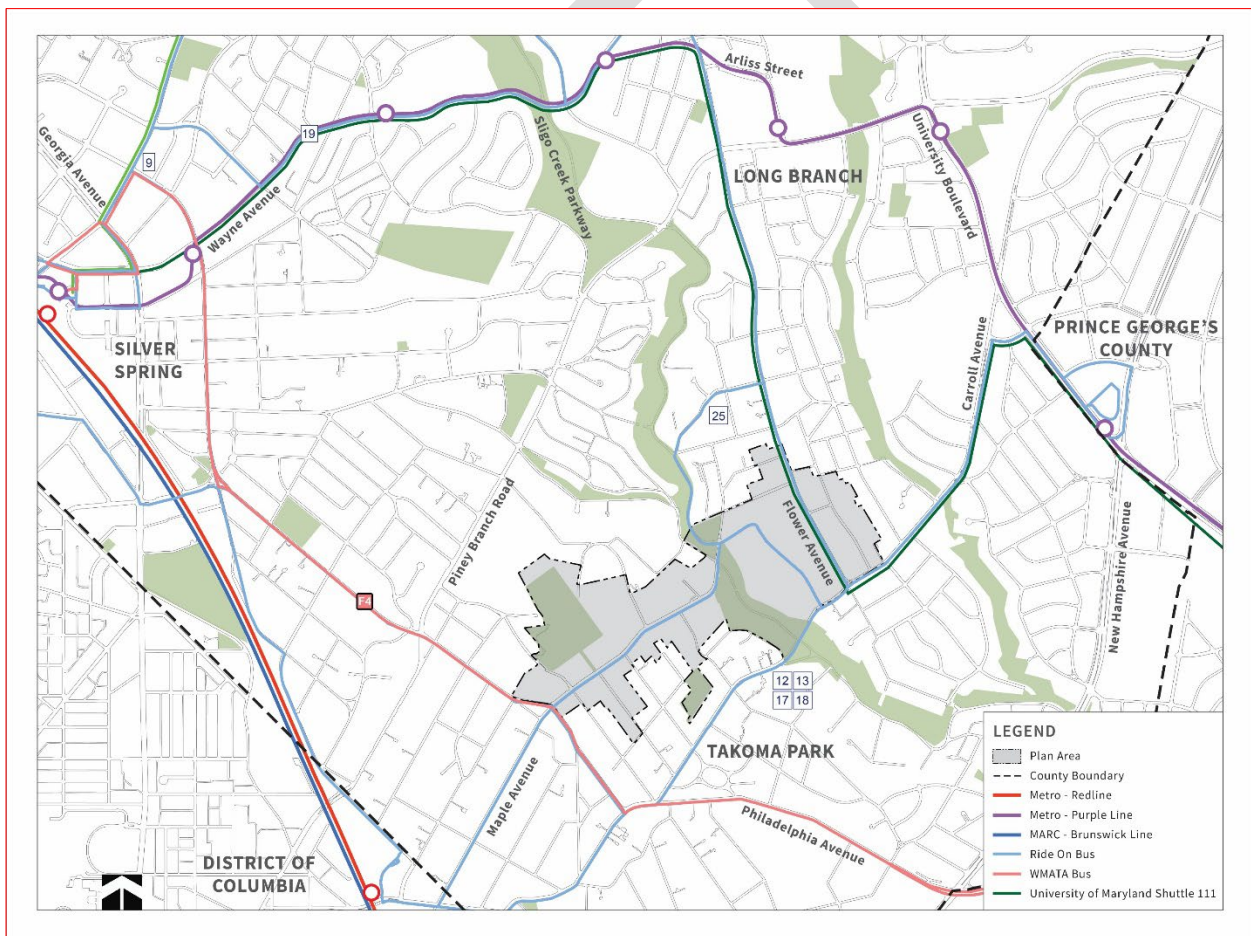 Arliss Street
Georgia Avenue
9
19
Wayne Avenue
Sligo Creek Parkway
University Boulevard
LONG BRANCH
SILVER
SPRING
PRINCE GEORGE'S
COUNTY
Carroll Avenue
25
Piney Branch Road
Flower Avenue
New Hampshire Avenue
12 13
17 18
TAKOMA PARK
Maple Avenue
Philadelphia Avenue
DISTRICT OF
COLUMBIA
LEGEND
Plan Area
County Boundary
Metro - Redline
Metro - Purple Line
MARC - Brunswick Line
Ride On Bus
WMATA Bus
University of Maryland Shuttle 111